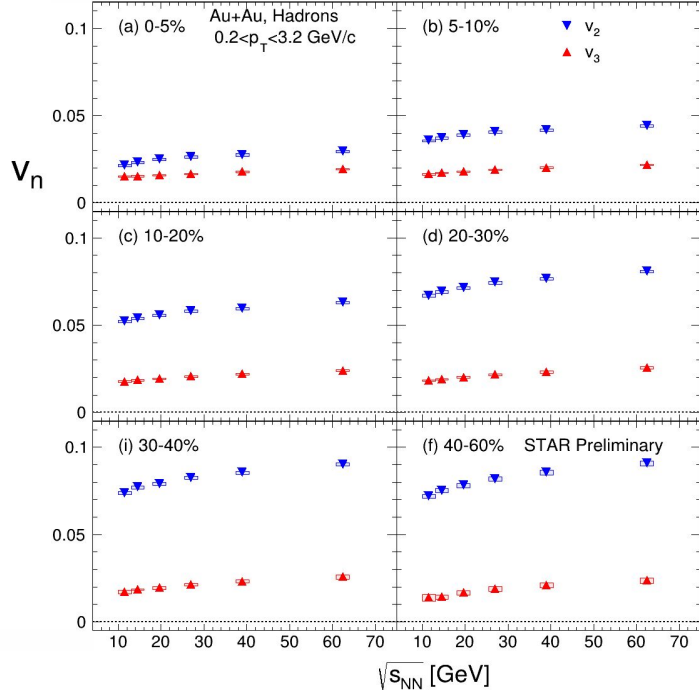 (a) 0-5%
Au+Au, Hadrons
0.2<p_T<3.2 GeV/c
(b) 5-10%
v_2
v_3
0.1
0.05
0
v_n
(c) 10-20%
(d) 20-30%
0.1
0.05
0
(i) 30-40%
(f) 40-60% STAR Preliminary
0.1
0.05
0
10 20 30 40 50 60 70 10 20 30 40 50 60 70
√s_NN [GeV]